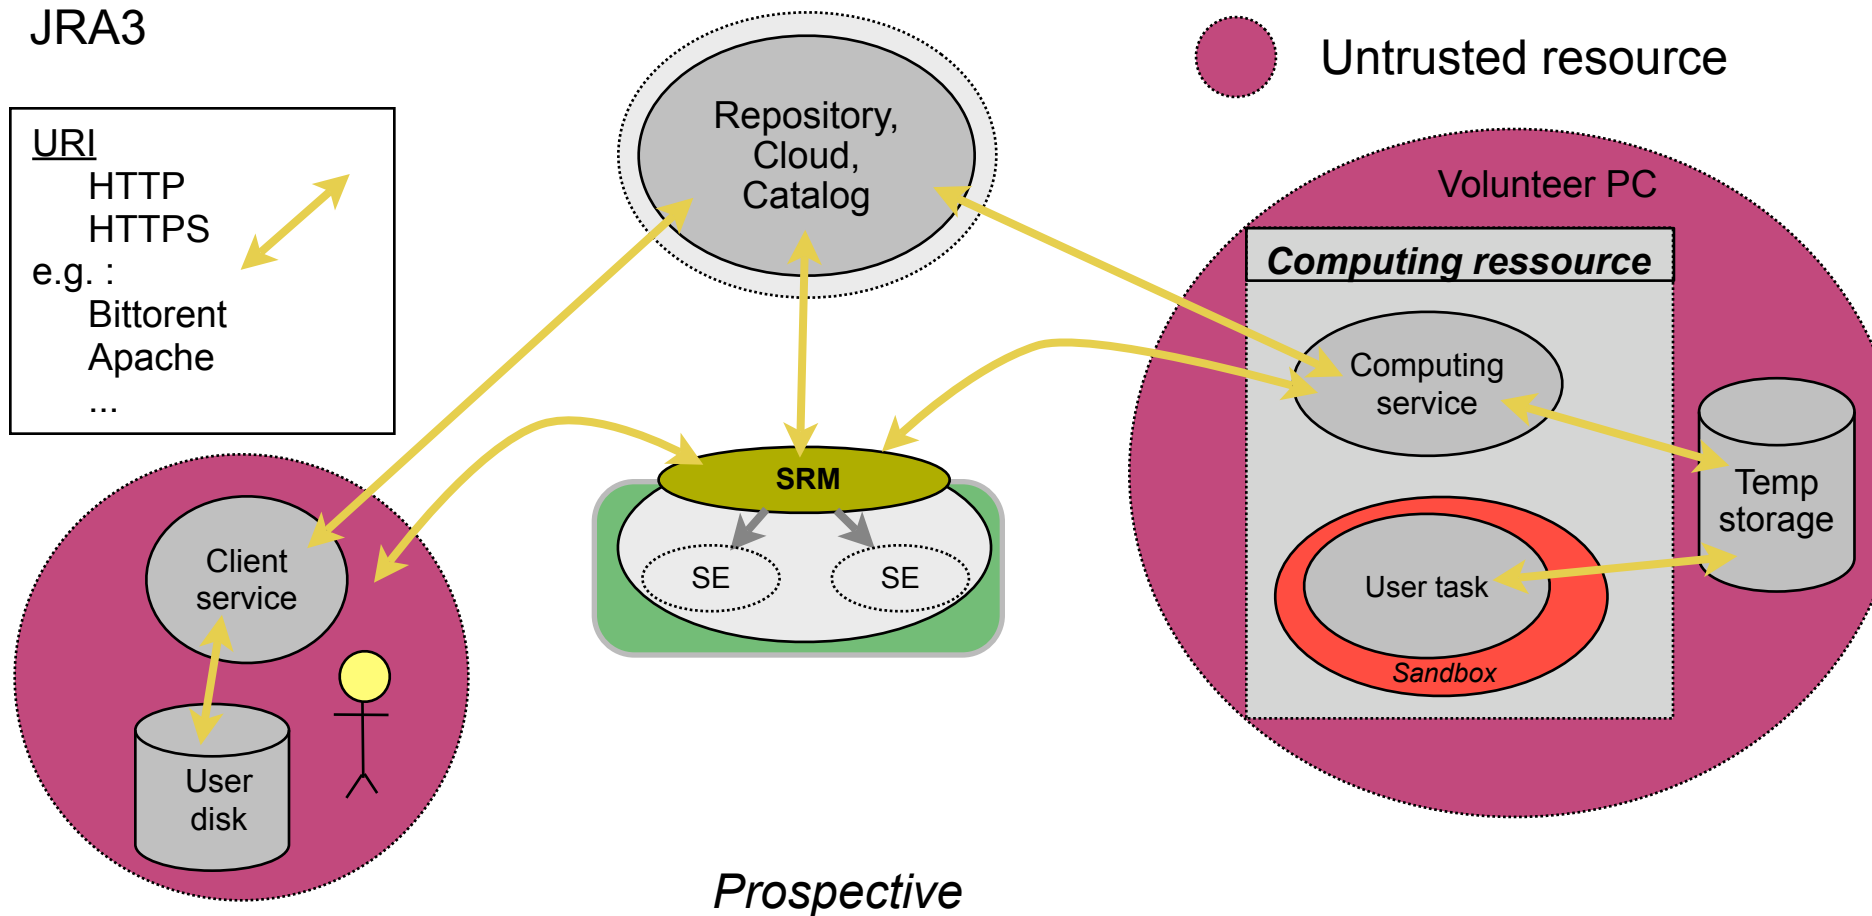 JRA3
Untrusted resource
URI
HTTP
HTTPS
e.g. :
Bittorent
Apache
...
Repository,
Cloud,
Catalog
Volunteer PC
Computing ressource
Computing
service
Temp
storage
User task
Sandbox
SRM
SE
SE
Client
service
User
disk
Prospective